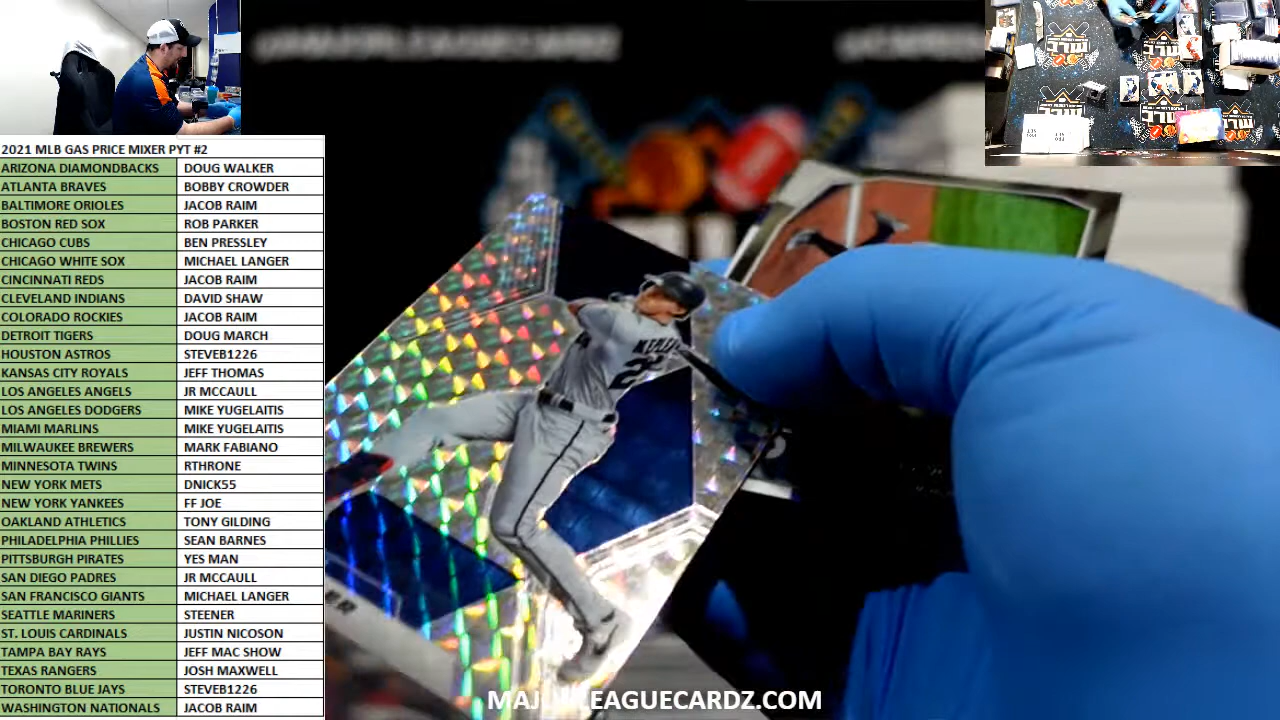 2021 MLB GAS PRICE MIXER PYT #2
ARIZONA DIAMONDBACKS DOUG WALKER
ATLANTA BRAVES BOBBY CROWDER
BALTIMORE ORIOLES JACOB RAIM
BOSTON RED SOX ROB PARKER
CHICAGO CUBS BEN PRESSLEY
CHICAGO WHITE SOX MICHAEL LANGER
CINCINNATI REDS JACOB RAIM
CLEVELAND INDIANS DAVID SHAW
COLORADO ROCKIES JACOB RAIM
DETROIT TIGERS DOUG MARCH
HOUSTON ASTROS STEVEB1226
KANSAS CITY ROYALS JEFF THOMAS
LOS ANGELES ANGELS JR MCCAULL
LOS ANGELES DODGERS MIKE YUGELAITIS
MIAMI MARLINS MIKE YUGELAITIS
MILWAUKEE BREWERS MARK FABIANO
MINNESOTA TWINS RTHRONE
NEW YORK METS DNICK55
NEW YORK YANKEES FF JOE
OAKLAND ATHLETICS TONY GILDING
PHILADELPHIA PHILLIES SEAN BARNES
PITTSBURGH PIRATES YES MAN
SAN DIEGO PADRES JR MCCAULL
SAN FRANCISCO GIANTS MICHAEL LANGER
SEATTLE MARINERS STEENER
ST. LOUIS CARDINALS JUSTIN NICOSON
TAMPA BAY RAYS JEFF MAC SHOW
TEXAS RANGERS JOSH MAXWELL
TORONTO BLUE JAYS STEVEB1226
WASHINGTON NATIONALS JACOB RAIM
MAJORLEAGUECARDZ.COM